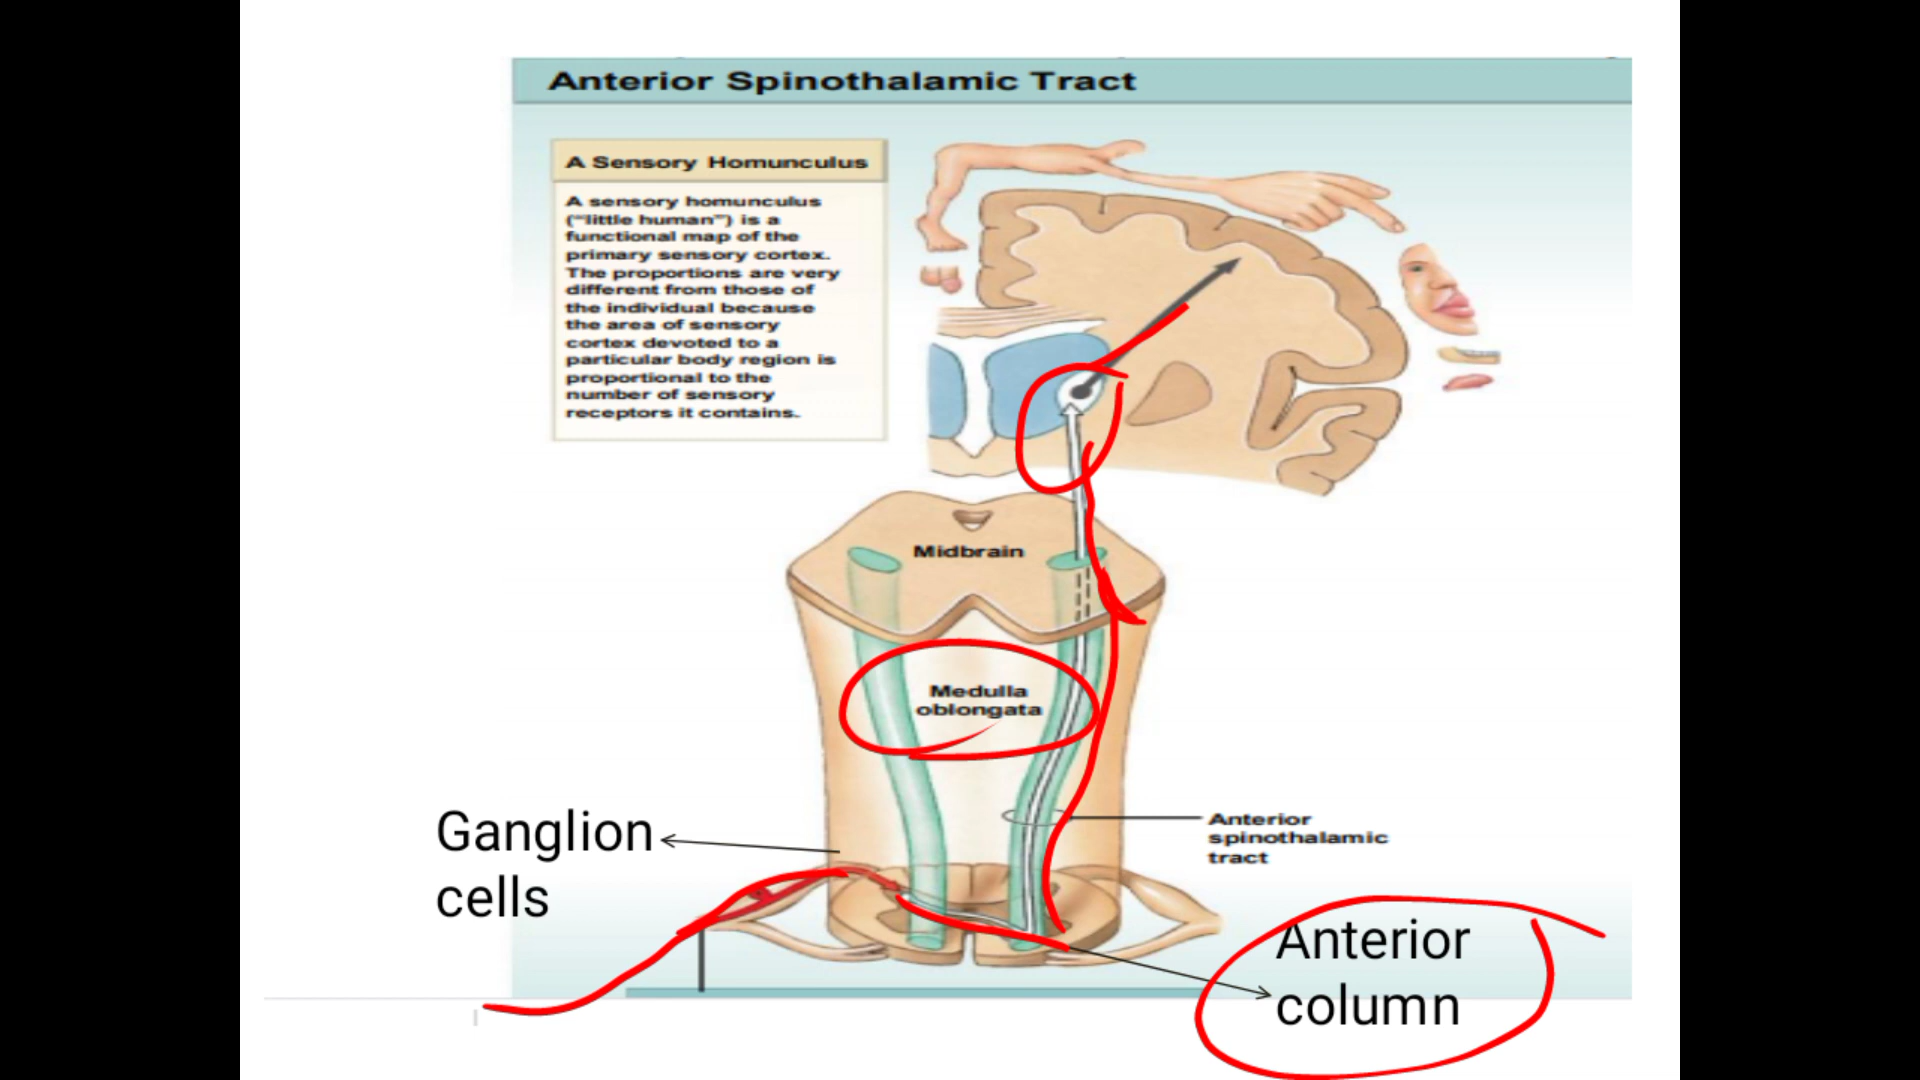 Anterior Spinothalamic Tract
A Sensory Homunculus
A sensory homunculus
("little human") is a
functional map of the
primary sensory cortex.
The proportions are very
different from those of
the individual because
the area of sensory
cortex devoted to a
particular body region is
proportional to the
number of sensory
receptors it contains.
Midbrain
Medulla
oblongata
Ganglion
cells
Anterior
spinothalamic
tract
Anterior
column